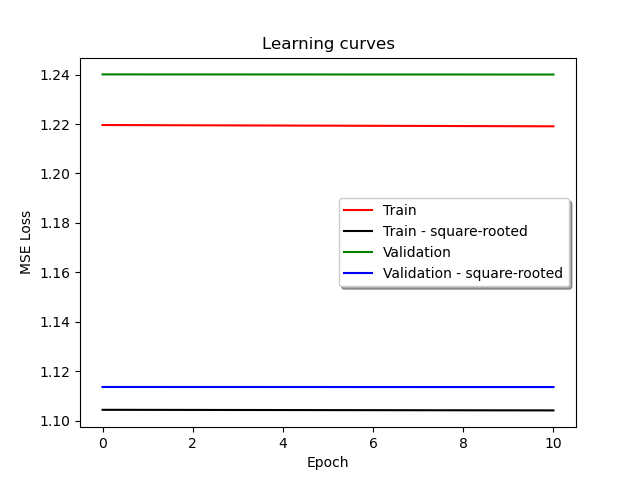 Learning curves
MSE Loss
1.24
1.22
1.20
1.18
1.16
1.14
1.12
1.10
Train
Train - square-rooted
Validation
Validation - square-rooted
0 2 4 6 8 10
Epoch